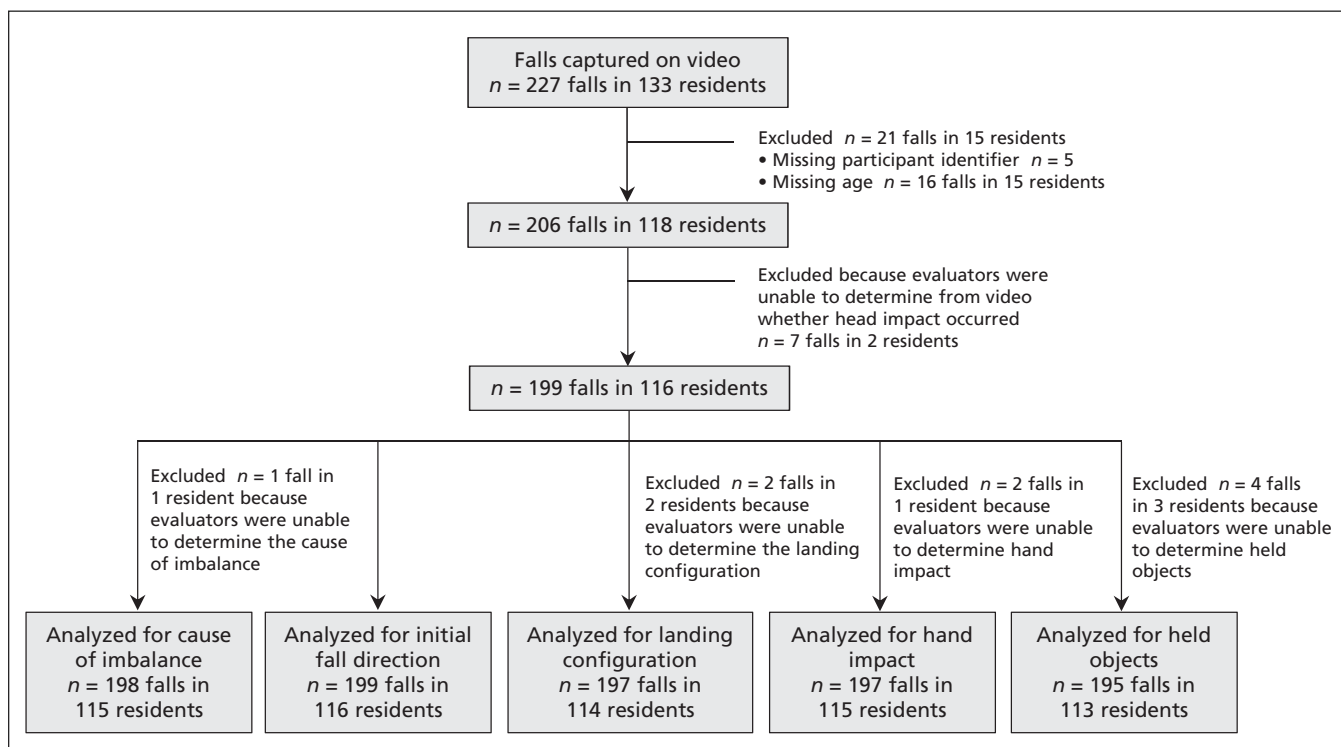 Falls captured on video
n = 227 falls in 133 residents
Excluded n = 21 falls in 15 residents
• Missing participant identifier n = 5
• Missing age n = 16 falls in 15 residents
n = 206 falls in 118 residents
Excluded because evaluators were
unable to determine from video
whether head impact occurred
n = 7 falls in 2 residents
n = 199 falls in 116 residents
Excluded n = 1 fall in
1 resident because
evaluators were unable
to determine the cause
of imbalance
Excluded n = 2 falls in
2 residents because
evaluators were unable
to determine the landing
configuration
Excluded n = 2 falls in
1 resident because
evaluators were unable
to determine hand
impact
Excluded n = 4 falls
in 3 residents because
evaluators were unable
to determine held
objects
Analyzed for cause
of imbalance
n = 198 falls in
115 residents
Analyzed for initial
fall direction
n = 199 falls in
116 residents
Analyzed for landing
configuration
n = 197 falls in
114 residents
Analyzed for hand
impact
n = 197 falls in
115 residents
Analyzed for held
objects
n = 195 falls in
113 residents